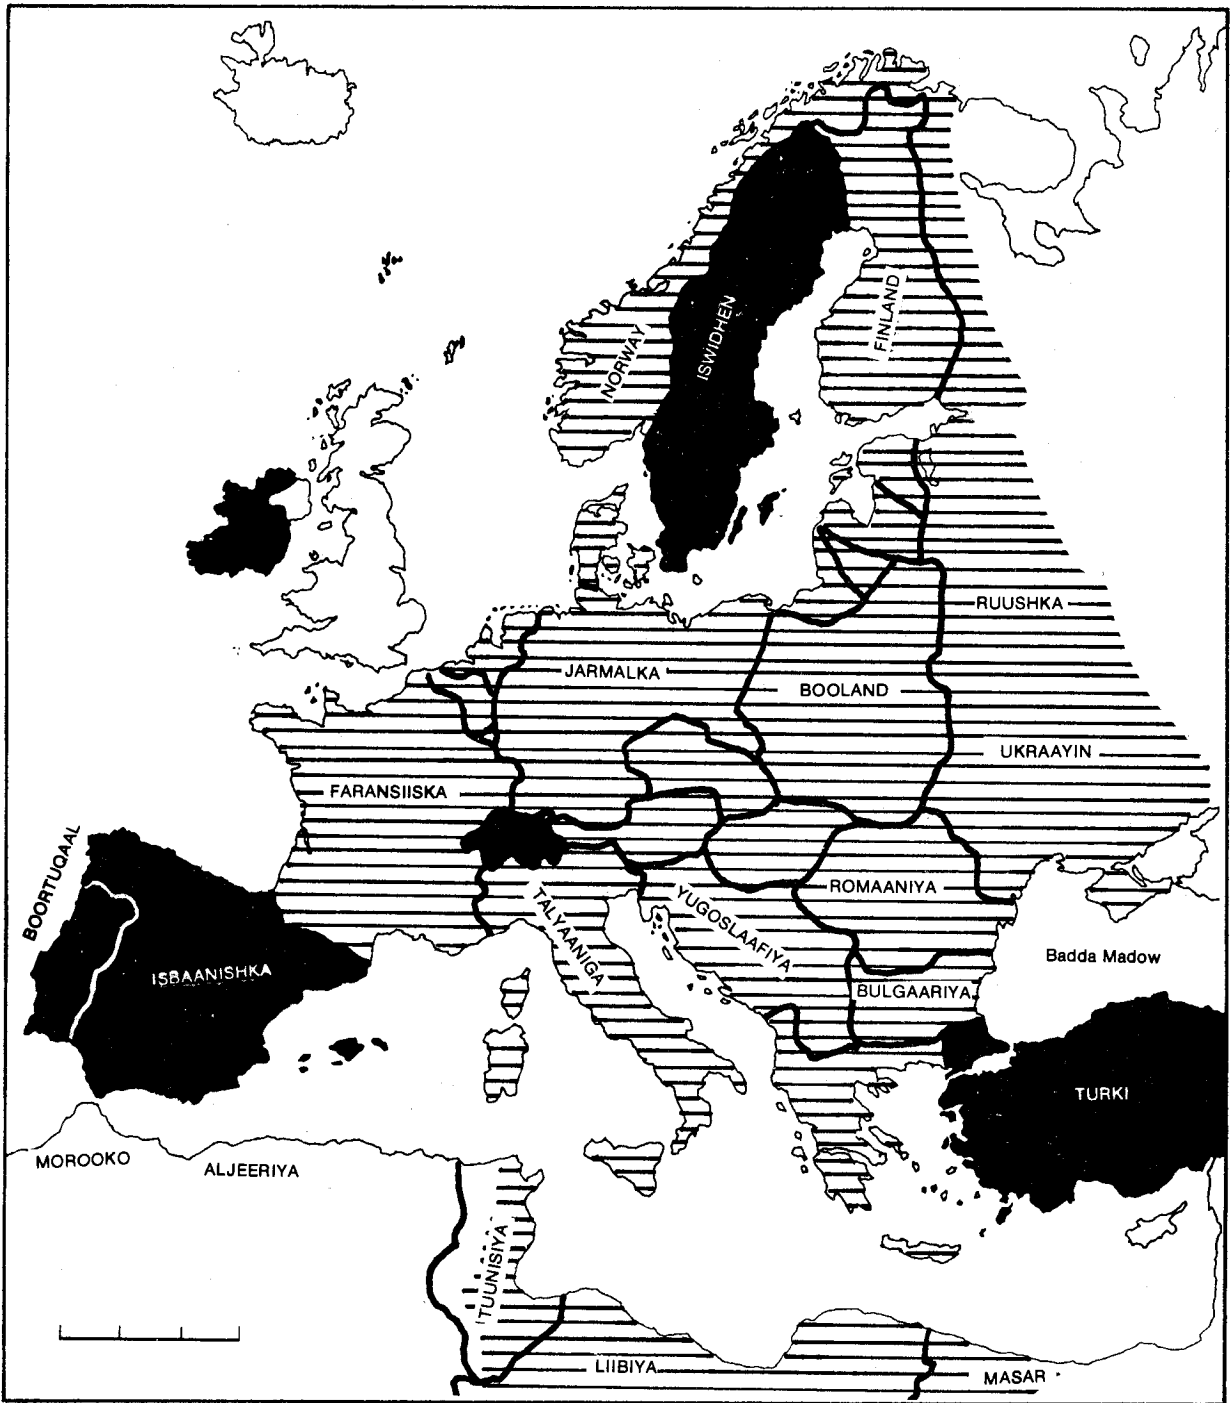 NORWAY
ISWIDHEN
FINLAND
RUUSHKA
JARMALKA
BOOLAND
UKRAAYIN
FARANSIISKA
BOORTUQAAL
ISBAANISHKA
TALYAANIGA
YUGOSLAAFIYA
ROMAANIYA
BULGAARIYA
Badda Madow
TURKI
MOROOKO
ALJEERIYA
TUUNISIYA
LIIBIYA
MASAR